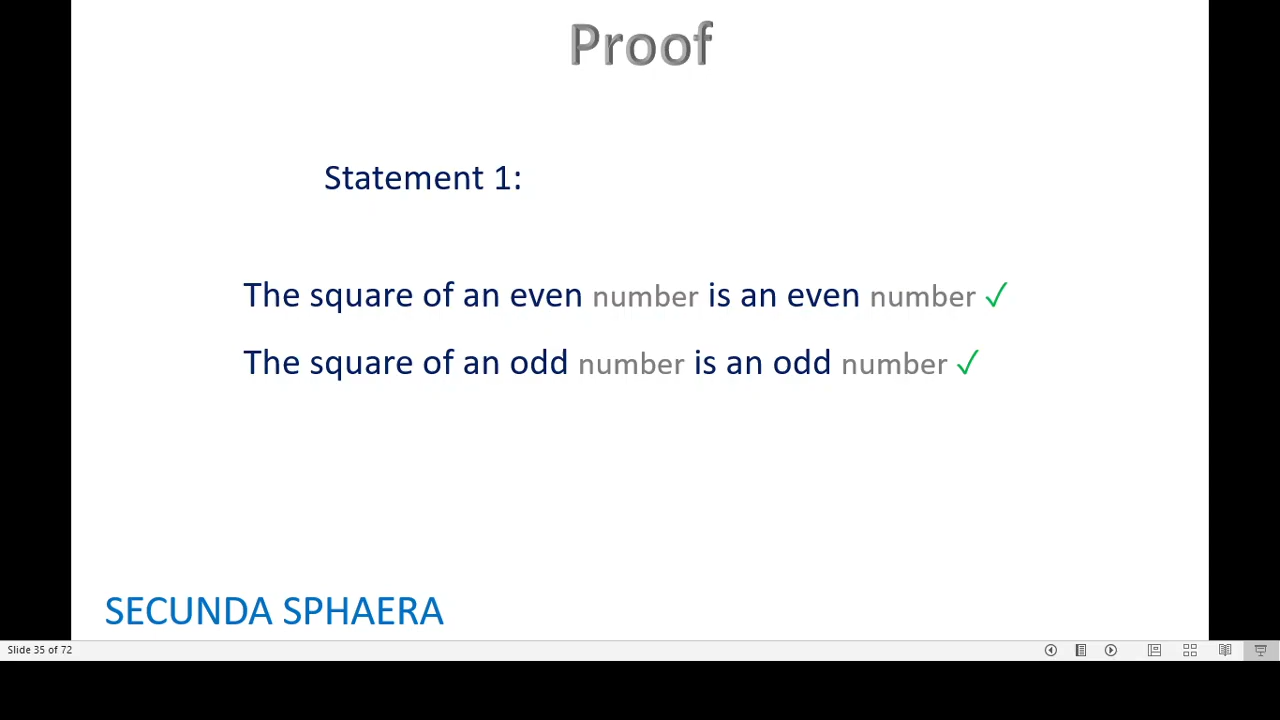 Proof
Statement 1:
The square of an even number is an even number ✓
The square of an odd number is an odd number ✓
SECUNDA SPHAERA
Slide 35 of 72